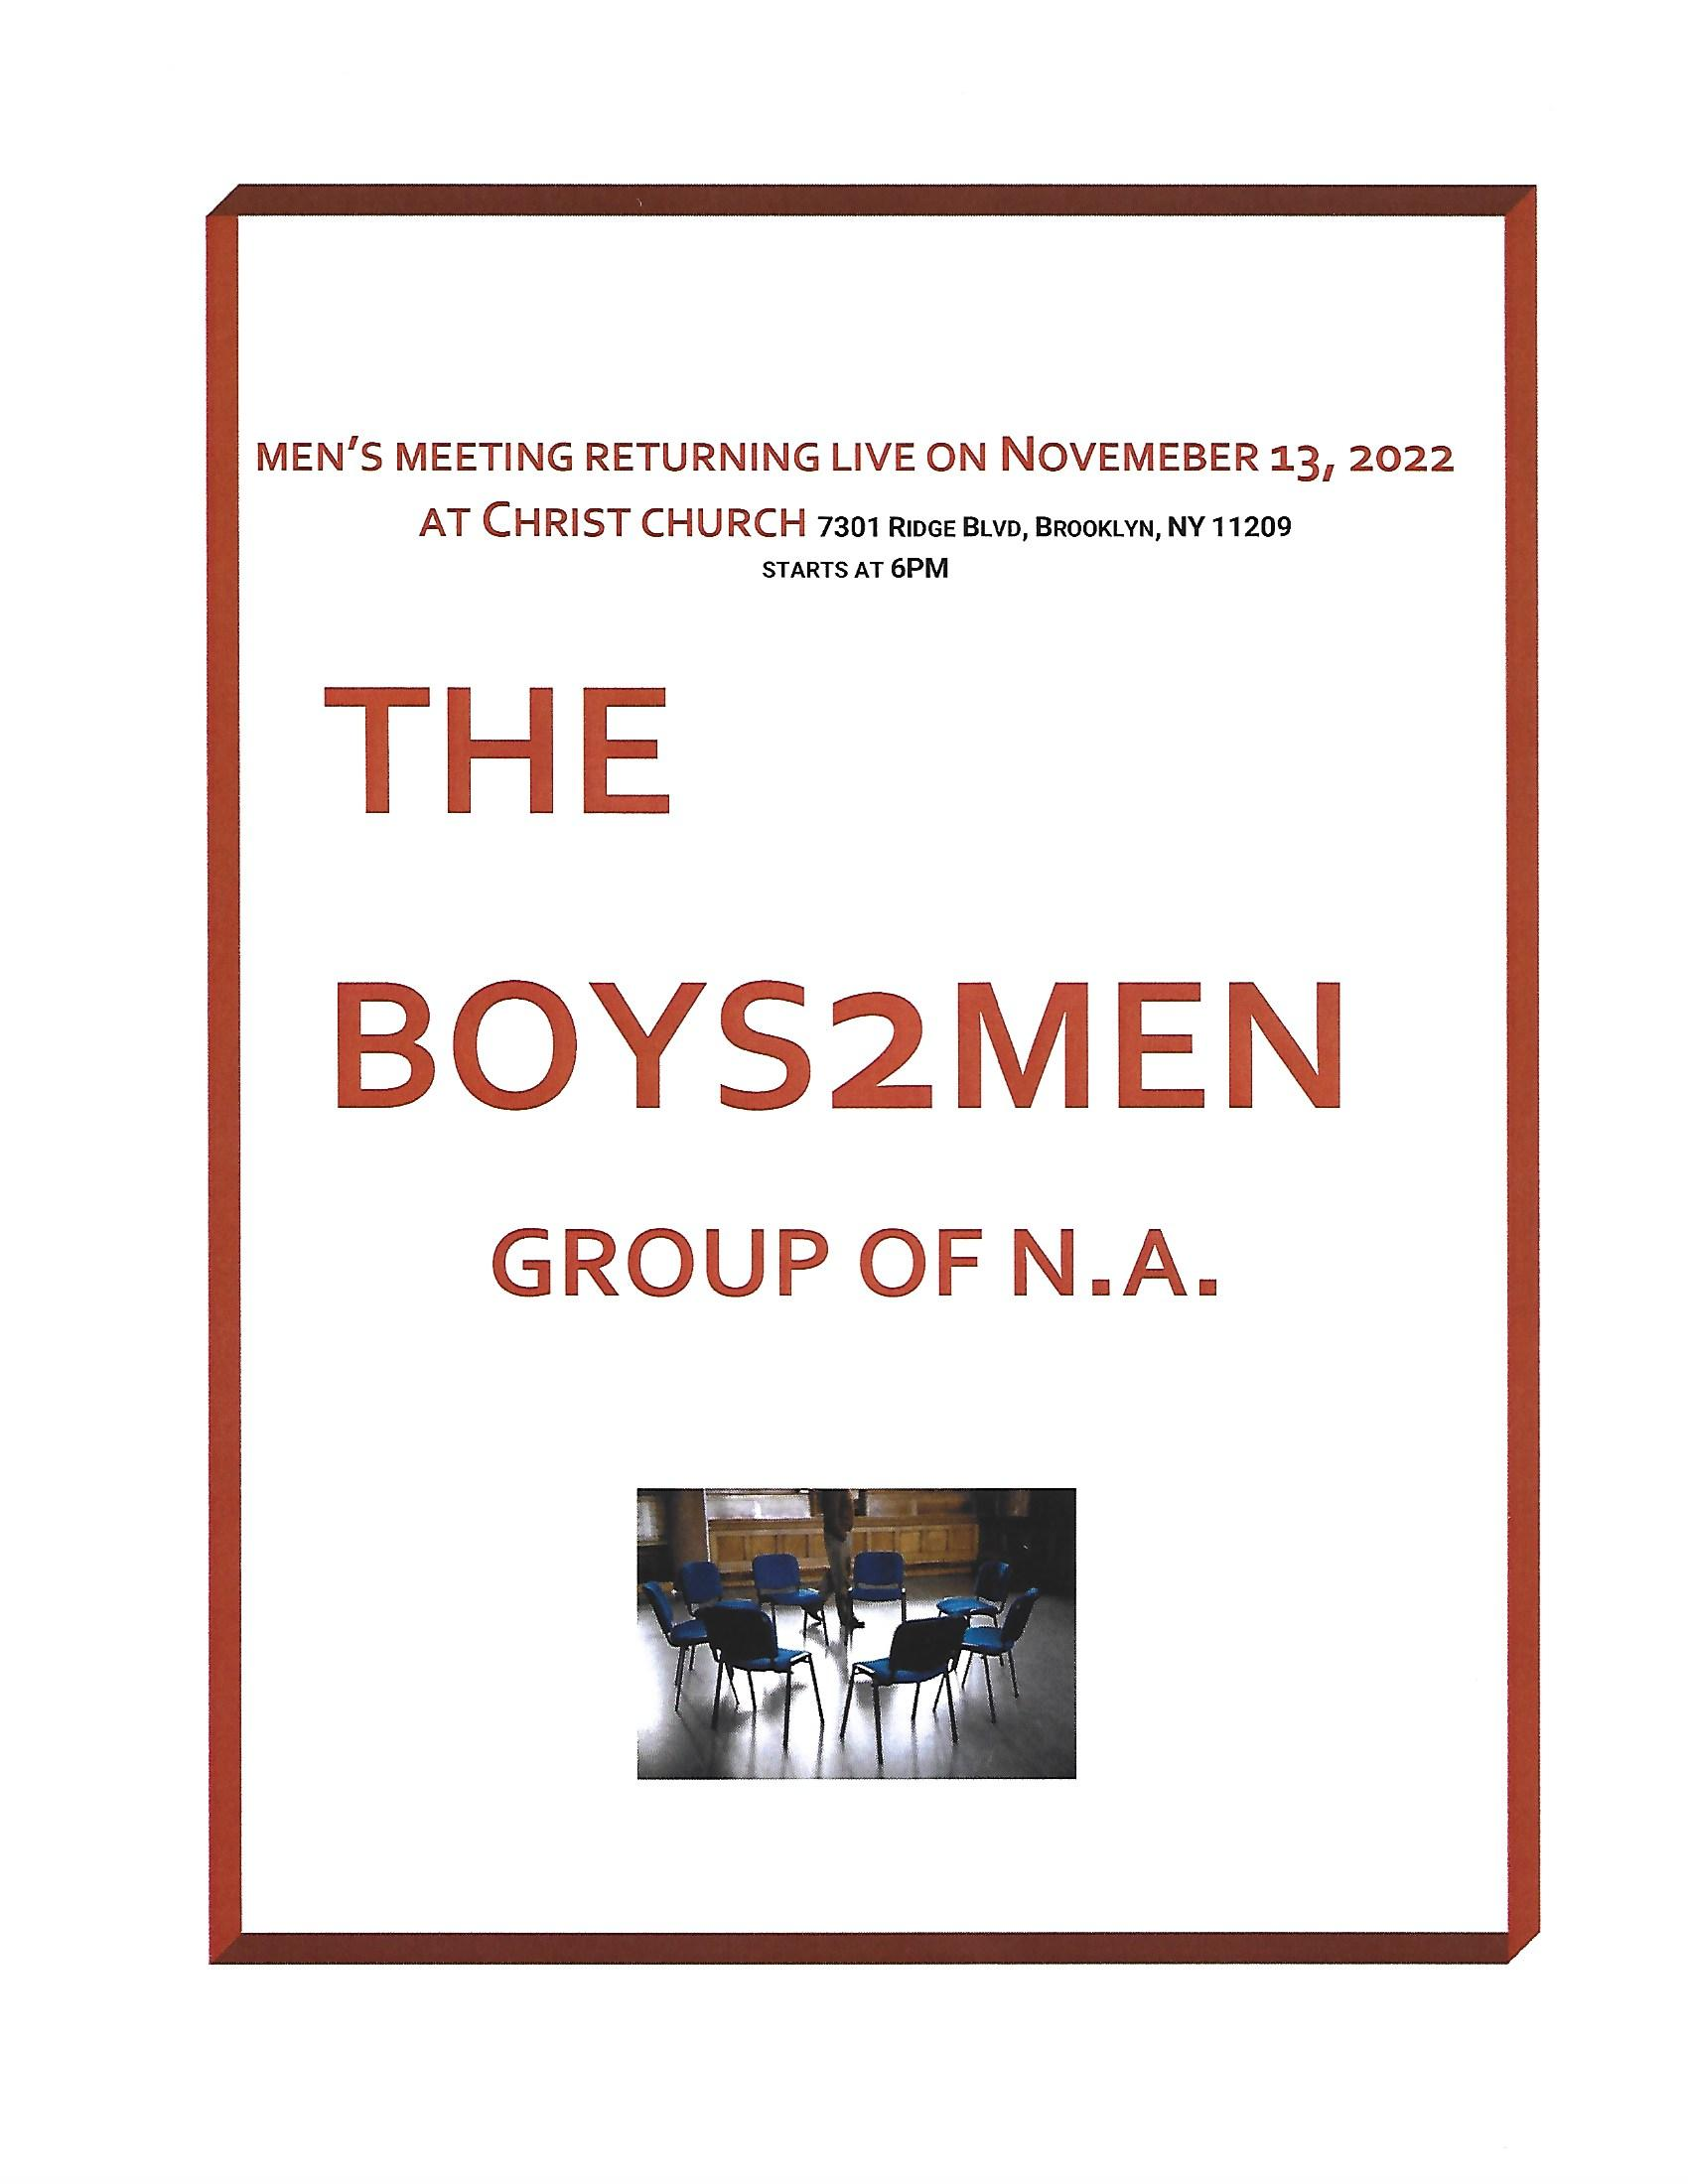 MEN'S MEETING RETURNING LIVE ON NOVEMEBER 13, 2022
AT CHRIST CHURCH 7301 RIDGE BLVD, BROOKLYN, NY 11209
STARTS AT 6PM
THE
BOYS2MEN
GROUP OF N.A.